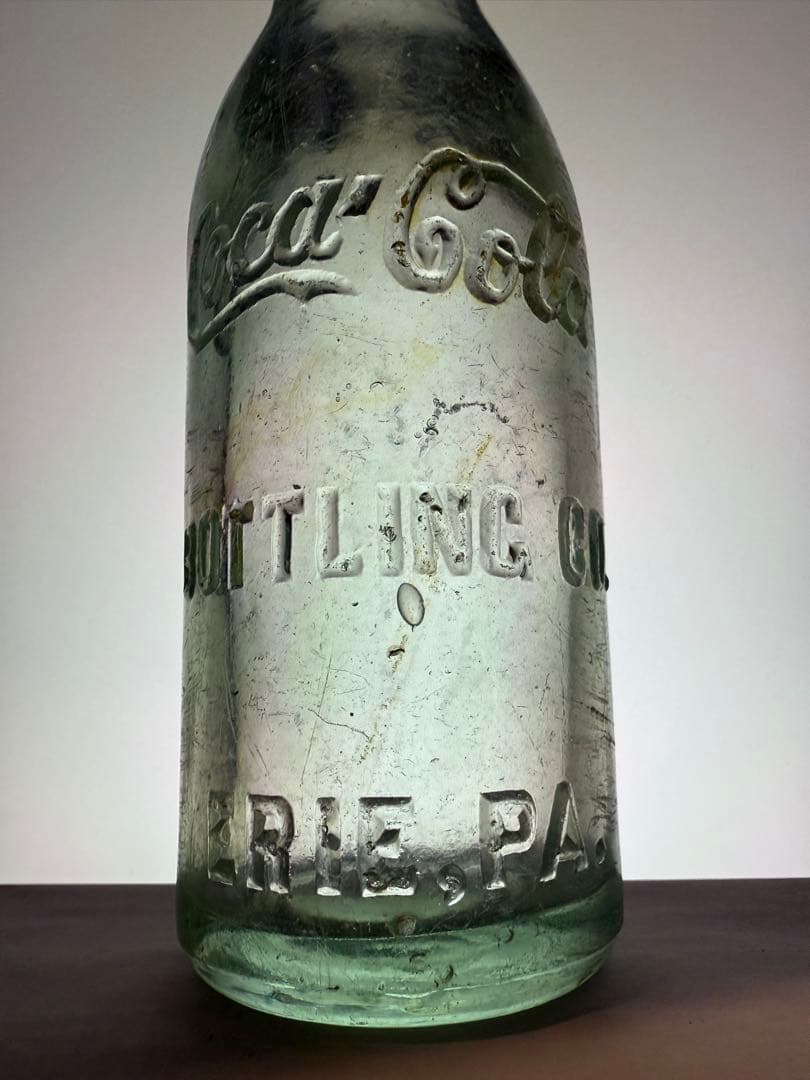 Coca-Cola
BOTTLING CO.
ERIE, PA.